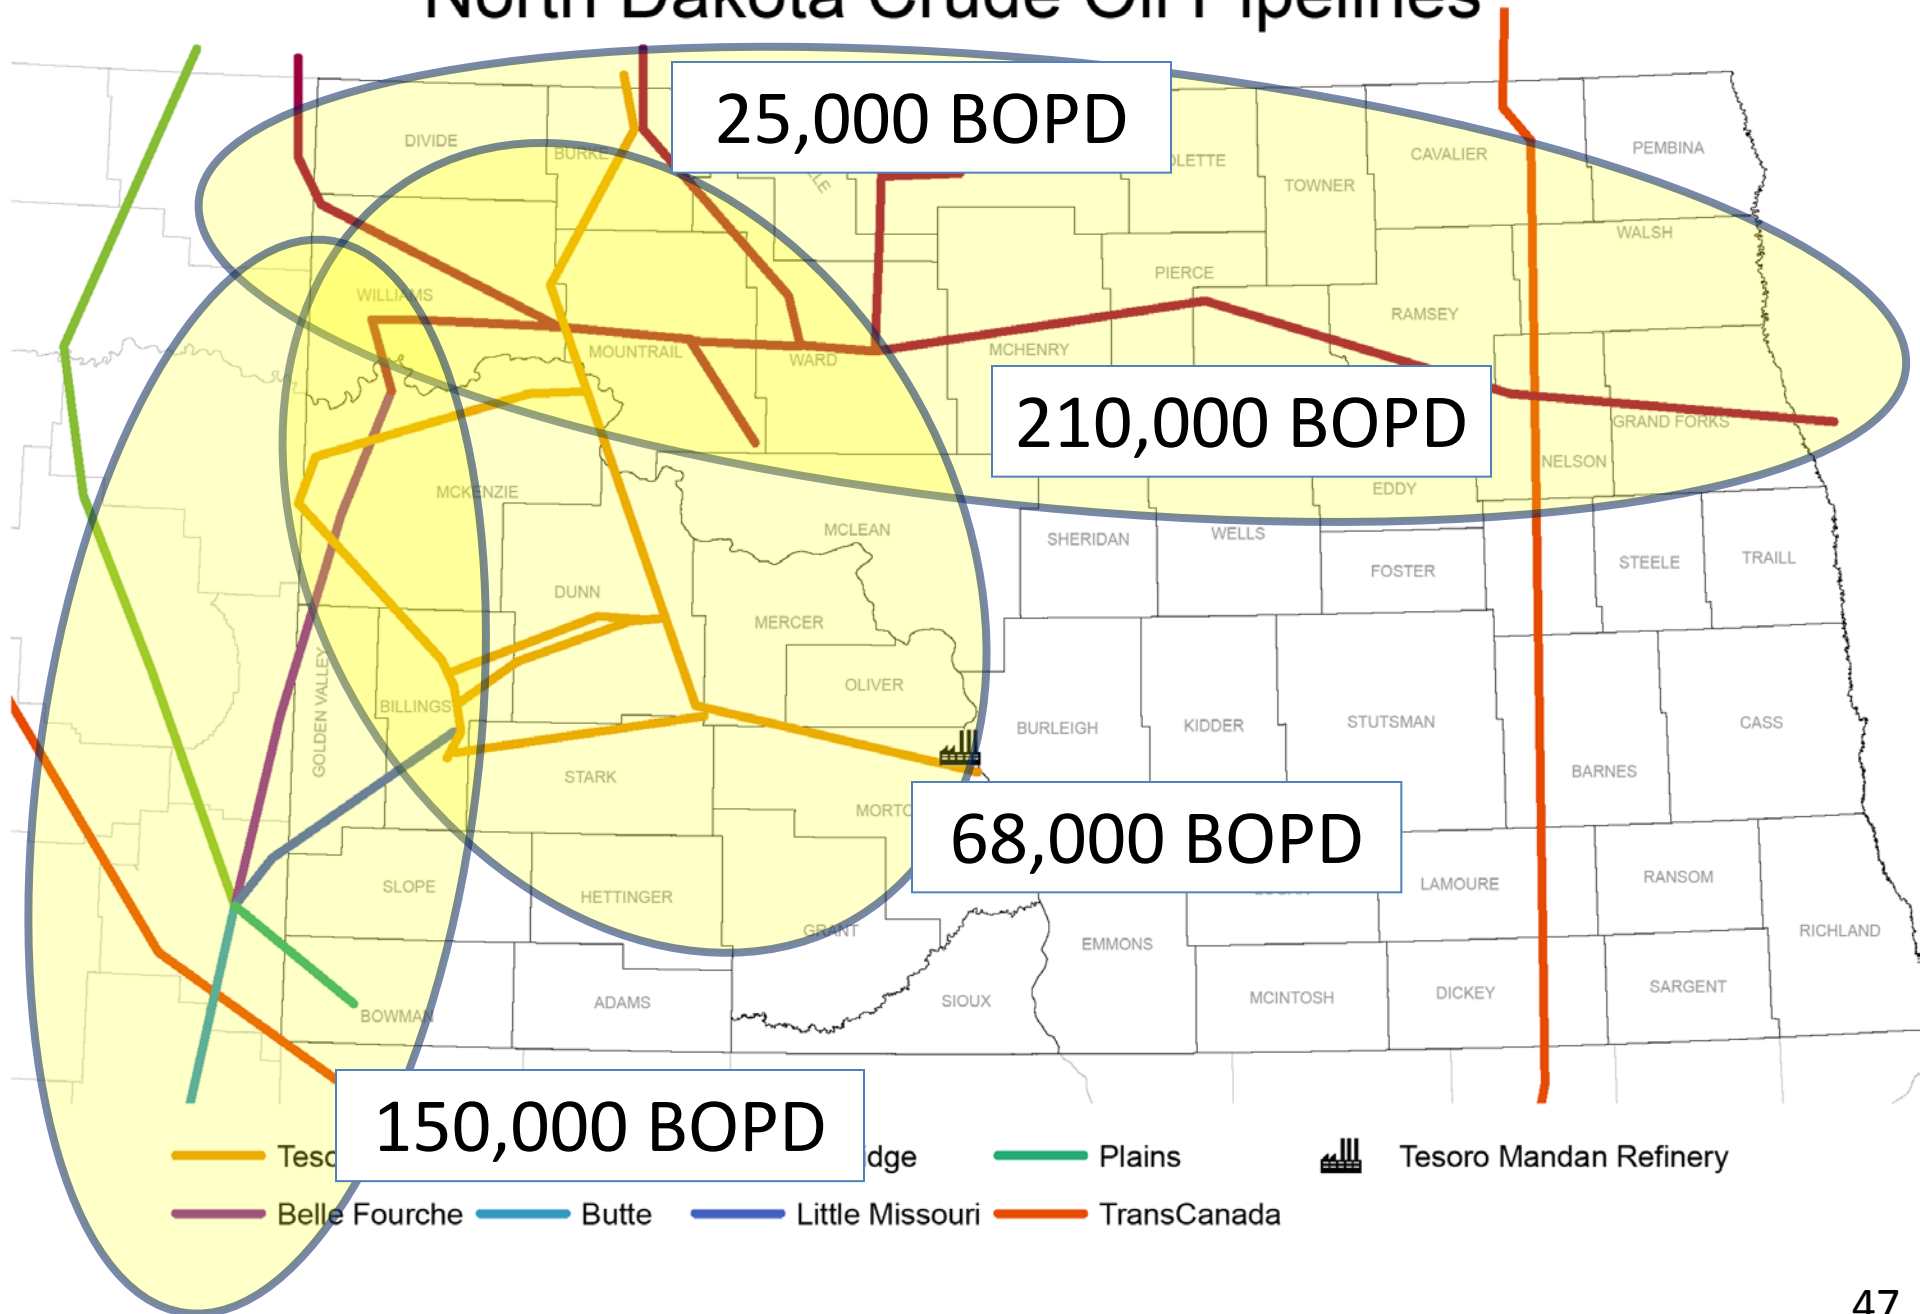 North Dakota Crude Oil Pipelines
25,000 BOPD
DIVIDE
BURKE
TOWNER
CAVALIER
PEMBINA
WALSH
PIERCE
WILLIAMS
RAMSEY
MOUNTRAIL
WARD
MCHENRY
210,000 BOPD
GRAND FORKS
NELSON
MCKENZIE
EDDY
MCLEAN
SHERIDAN
WELLS
FOSTER
STEELE
TRAILL
DUNN
MERCER
GOLDEN VALLEY
BILLINGS
OLIVER
BURLEIGH
KIDDER
STUTSMAN
CASS
STARK
BARNES
68,000 BOPD
SLOPE
HETTINGER
LAMOURE
RANSOM
GRANT
EMMONS
RICHLAND
BOWMAN
ADAMS
SIOUX
MCINTOSH
DICKEY
SARGENT
150,000 BOPD
Plains
Tesoro Mandan Refinery
Belle Fourche
Butte
Little Missouri
TransCanada
47